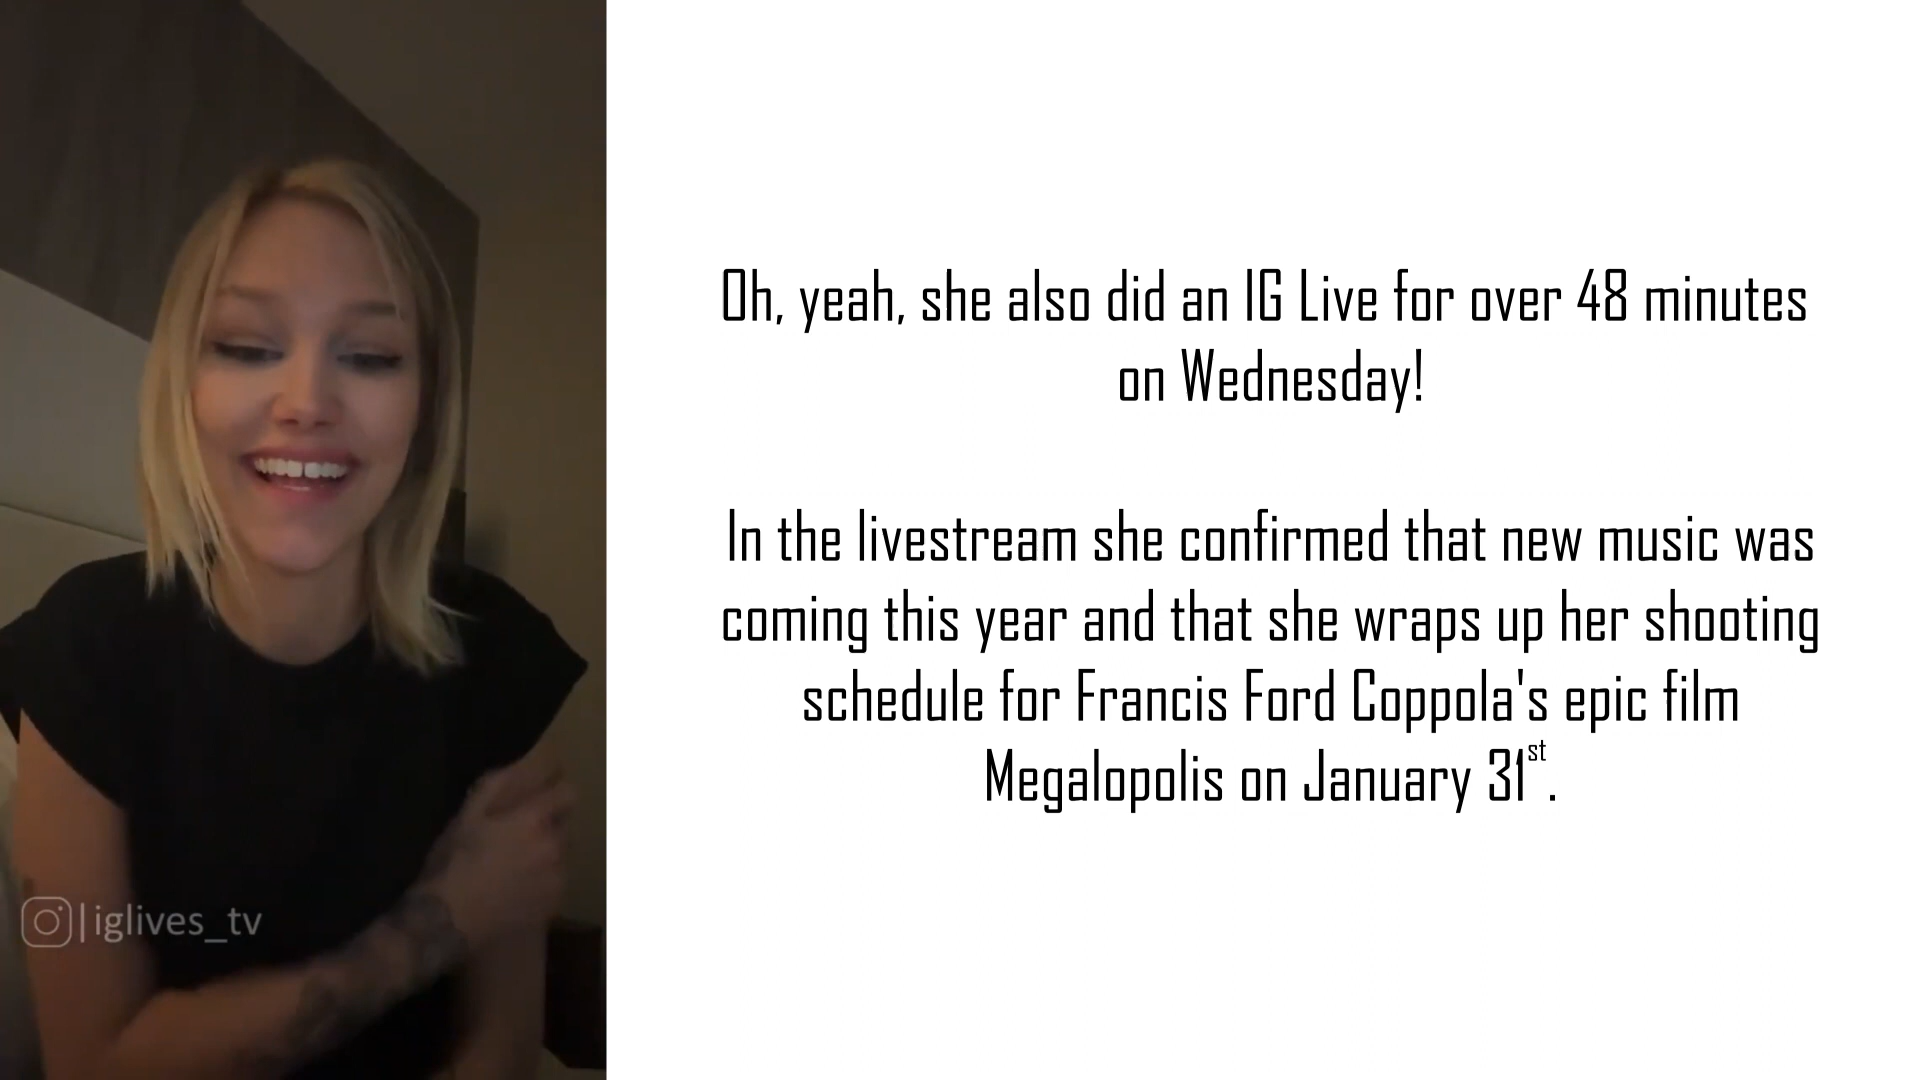 Oh, yeah, she also did an IG Live for over 48 minutes
on Wednesday!
In the livestream she confirmed that new music was
coming this year and that she wraps up her shooting
schedule for Francis Ford Coppola's epic film
Megalopolis on January 31st.
|iglives_tv